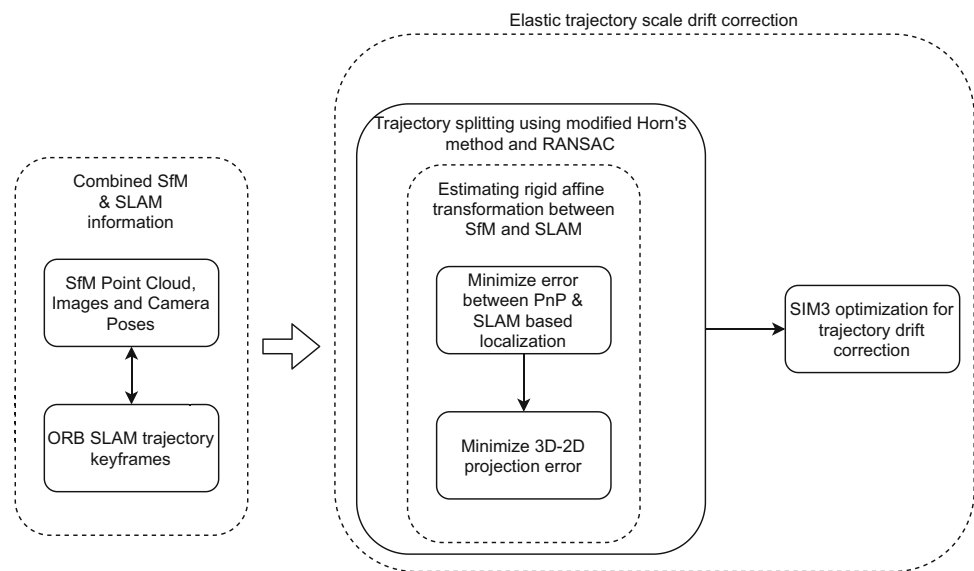 Elastic trajectory scale drift correction
Combined SfM
& SLAM
information
SfM Point Cloud,
Images and Camera
Poses
ORB SLAM trajectory
keyframes
Trajectory splitting using modified Horn's
method and RANSAC
Estimating rigid affine
transformation between
SfM and SLAM
Minimize error
between PnP &
SLAM based
localization
Minimize 3D-2D
projection error
SIM3 optimization for
trajectory drift
correction